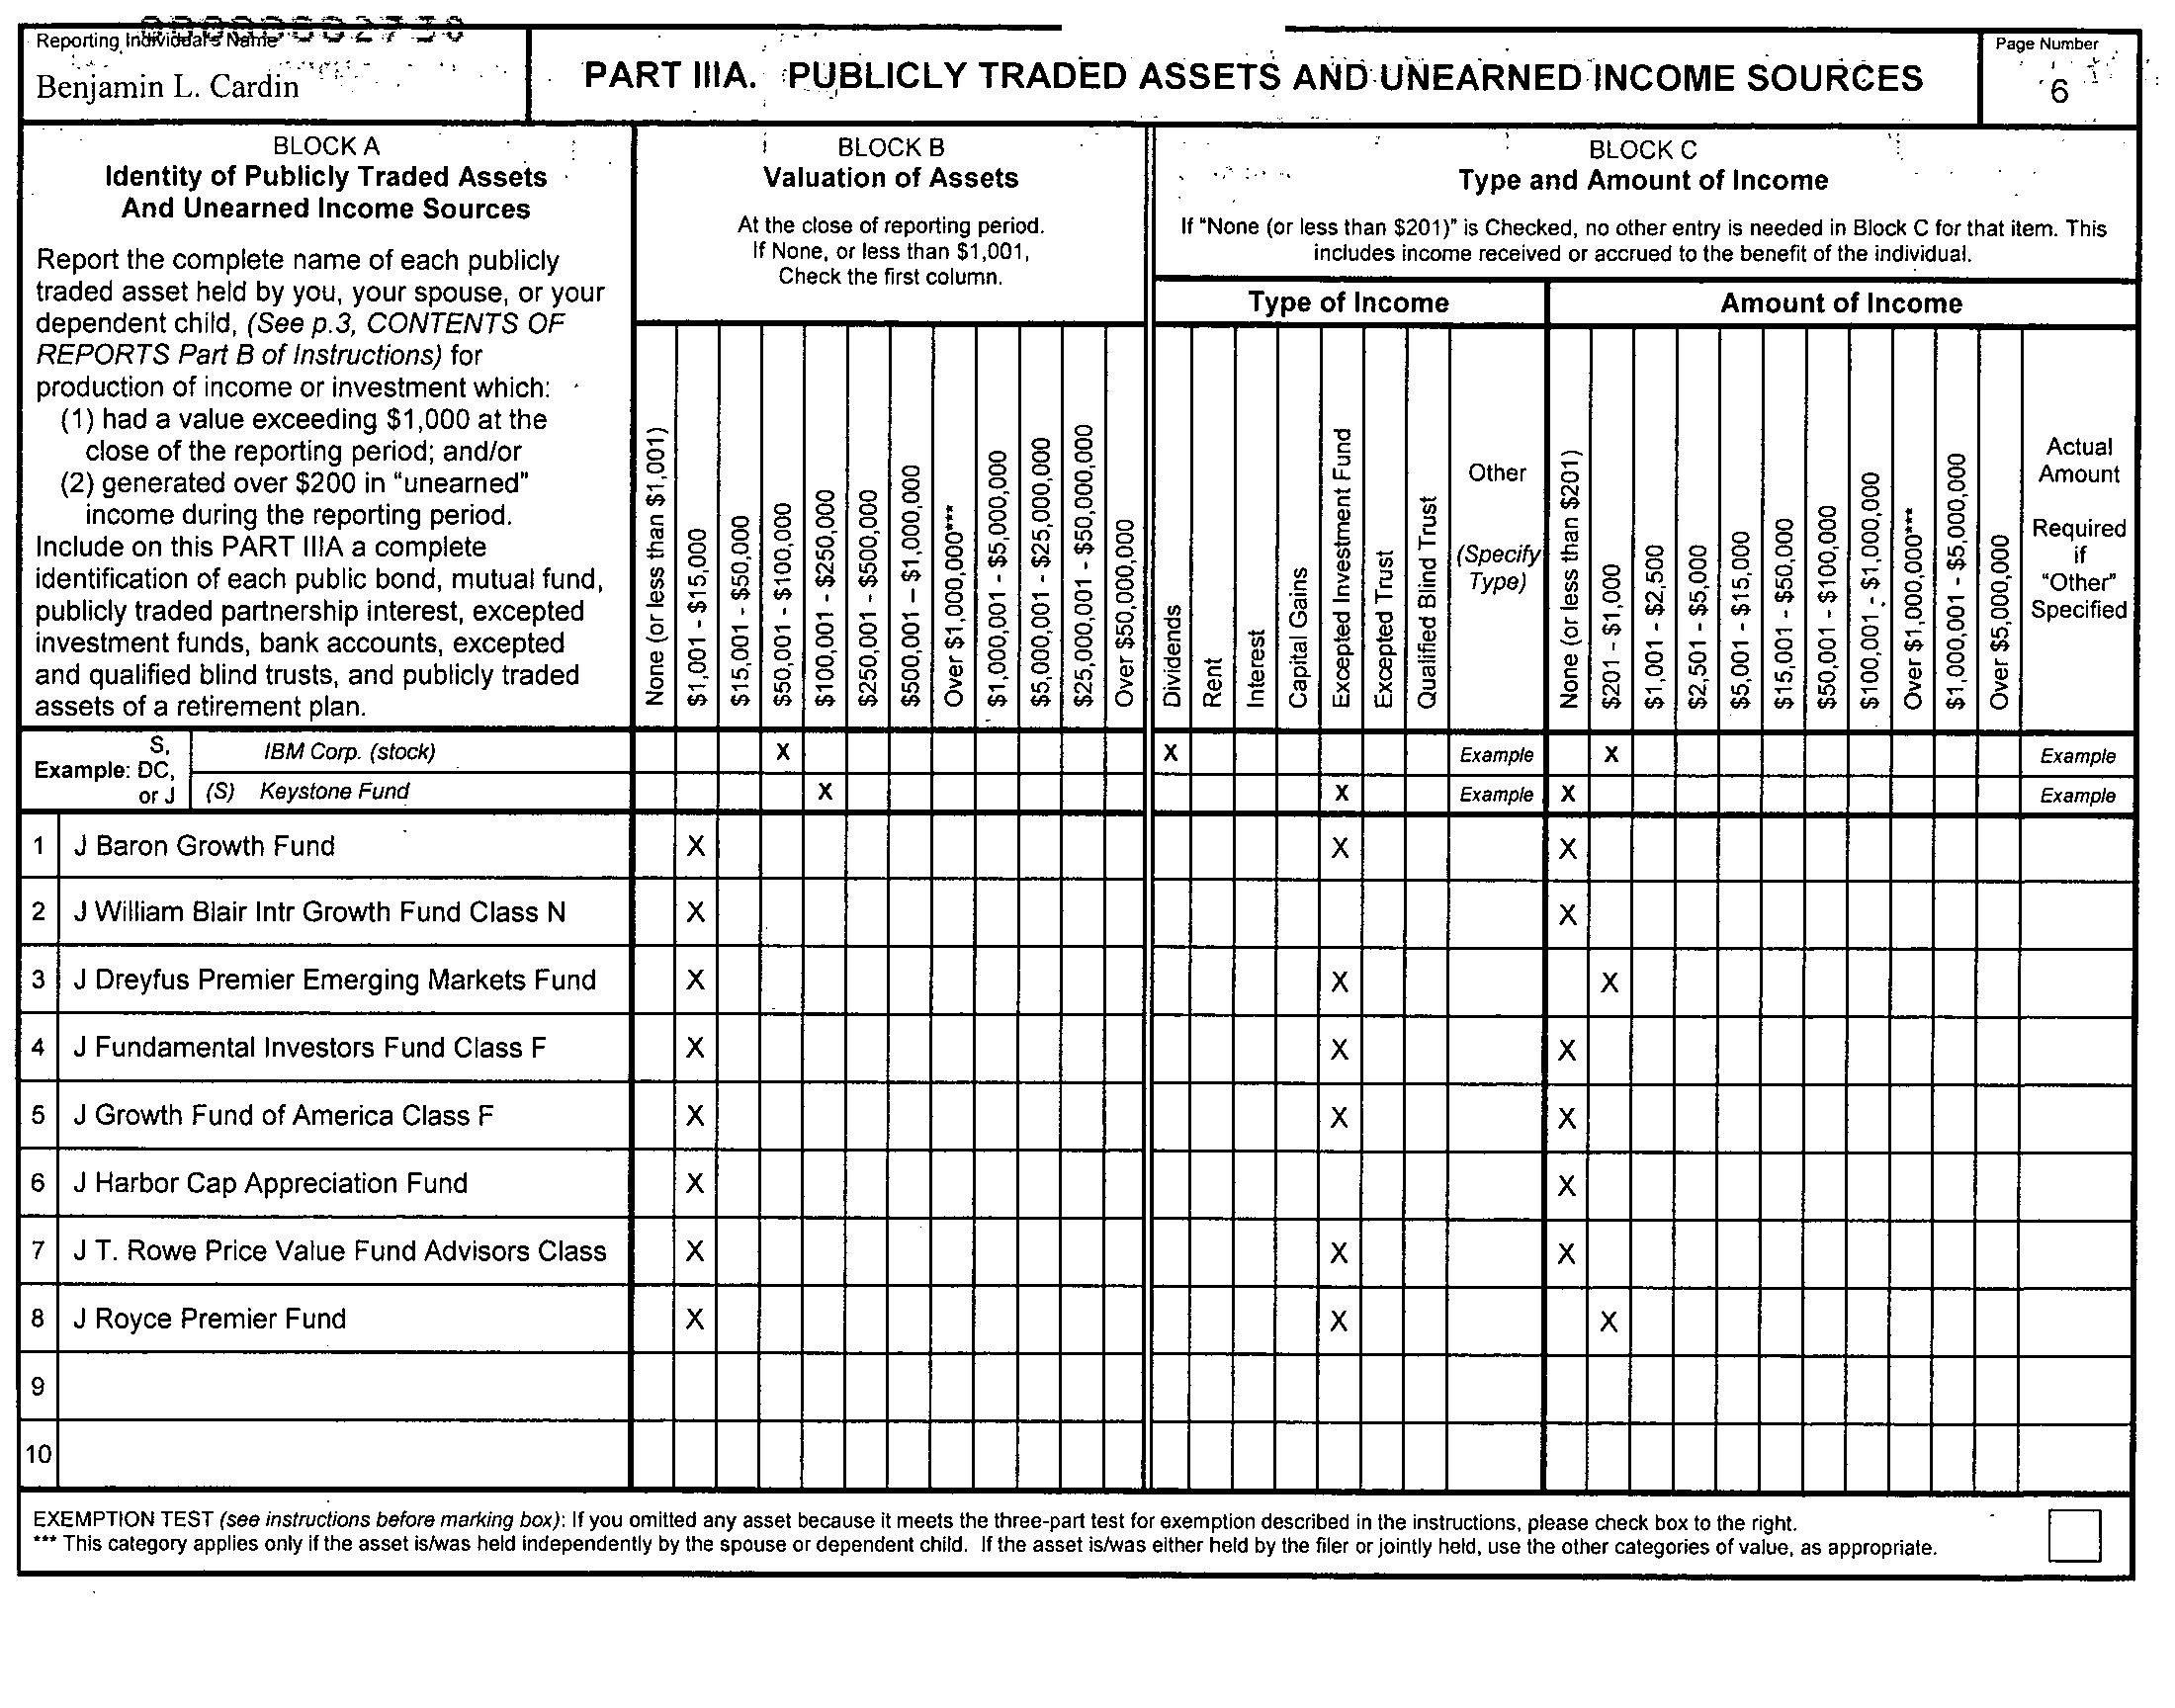 Reporting Individual's Name
Benjamin L. Cardin
PART IIIA. PUBLICLY TRADED ASSETS AND UNEARNED INCOME SOURCES
Page Number
6
BLOCK A
Identity of Publicly Traded Assets
And Unearned Income Sources
Report the complete name of each publicly
traded asset held by you, your spouse, or your
dependent child, (See p.3, CONTENTS OF
REPORTS Part B of Instructions) for
production of income or investment which:
(1) had a value exceeding $1,000 at the
close of the reporting period; and/or
(2) generated over $200 in "unearned"
income during the reporting period.
Include on this PART IIIA a complete
identification of each public bond, mutual fund,
publicly traded partnership interest, excepted
investment funds, bank accounts, excepted
and qualified blind trusts, and publicly traded
assets of a retirement plan.
BLOCK B
Valuation of Assets
At the close of reporting period.
If None, or less than $1,001,
Check the first column.
None (or less than $1,001)
$1,001 - $15,000
$15,001 - $50,000
$50,001 - $100,000
$100,001 - $250,000
$250,001 - $500,000
$500,001 – $1,000,000
Over $1,000,000***
$1,000,001 - $5,000,000
$5,000,001 - $25,000,000
$25,000,001 - $50,000,000
Over $50,000,000
BLOCK C
Type and Amount of Income
If "None (or less than $201)" is Checked, no other entry is needed in Block C for that item. This
includes income received or accrued to the benefit of the individual.
Type of Income
Dividends
Rent
Interest
Capital Gains
Excepted Investment Fund
Excepted Trust
Qualified Blind Trust
Other
(Specify
Type)
Amount of Income
None (or less than $201)
$201 - $1,000
$1,001 - $2,500
$2,501 - $5,000
$5,001 - $15,000
$15,001 - $50,000
$50,001 - $100,000
$100,001 - $1,000,000
Over $1,000,000***
$1,000,001 - $5,000,000
Over $5,000,000
Actual
Amount
Required
if
"Other"
Specified
Example:
S,
DC,
or J
IBM Corp. (stock) X X Example X Example
(S) Keystone Fund X X Example X Example
1 J Baron Growth Fund X X X
2 J William Blair Intr Growth Fund Class N X X
3 J Dreyfus Premier Emerging Markets Fund X X X
4 J Fundamental Investors Fund Class F X X X
5 J Growth Fund of America Class F X X X
6 J Harbor Cap Appreciation Fund X X
7 J T. Rowe Price Value Fund Advisors Class X X X
8 J Royce Premier Fund X X X
9
10
EXEMPTION TEST (see instructions before marking box): If you omitted any asset because it meets the three-part test for exemption described in the instructions, please check box to the right.
*** This category applies only if the asset is/was held independently by the spouse or dependent child. If the asset is/was either held by the filer or jointly held, use the other categories of value, as appropriate.